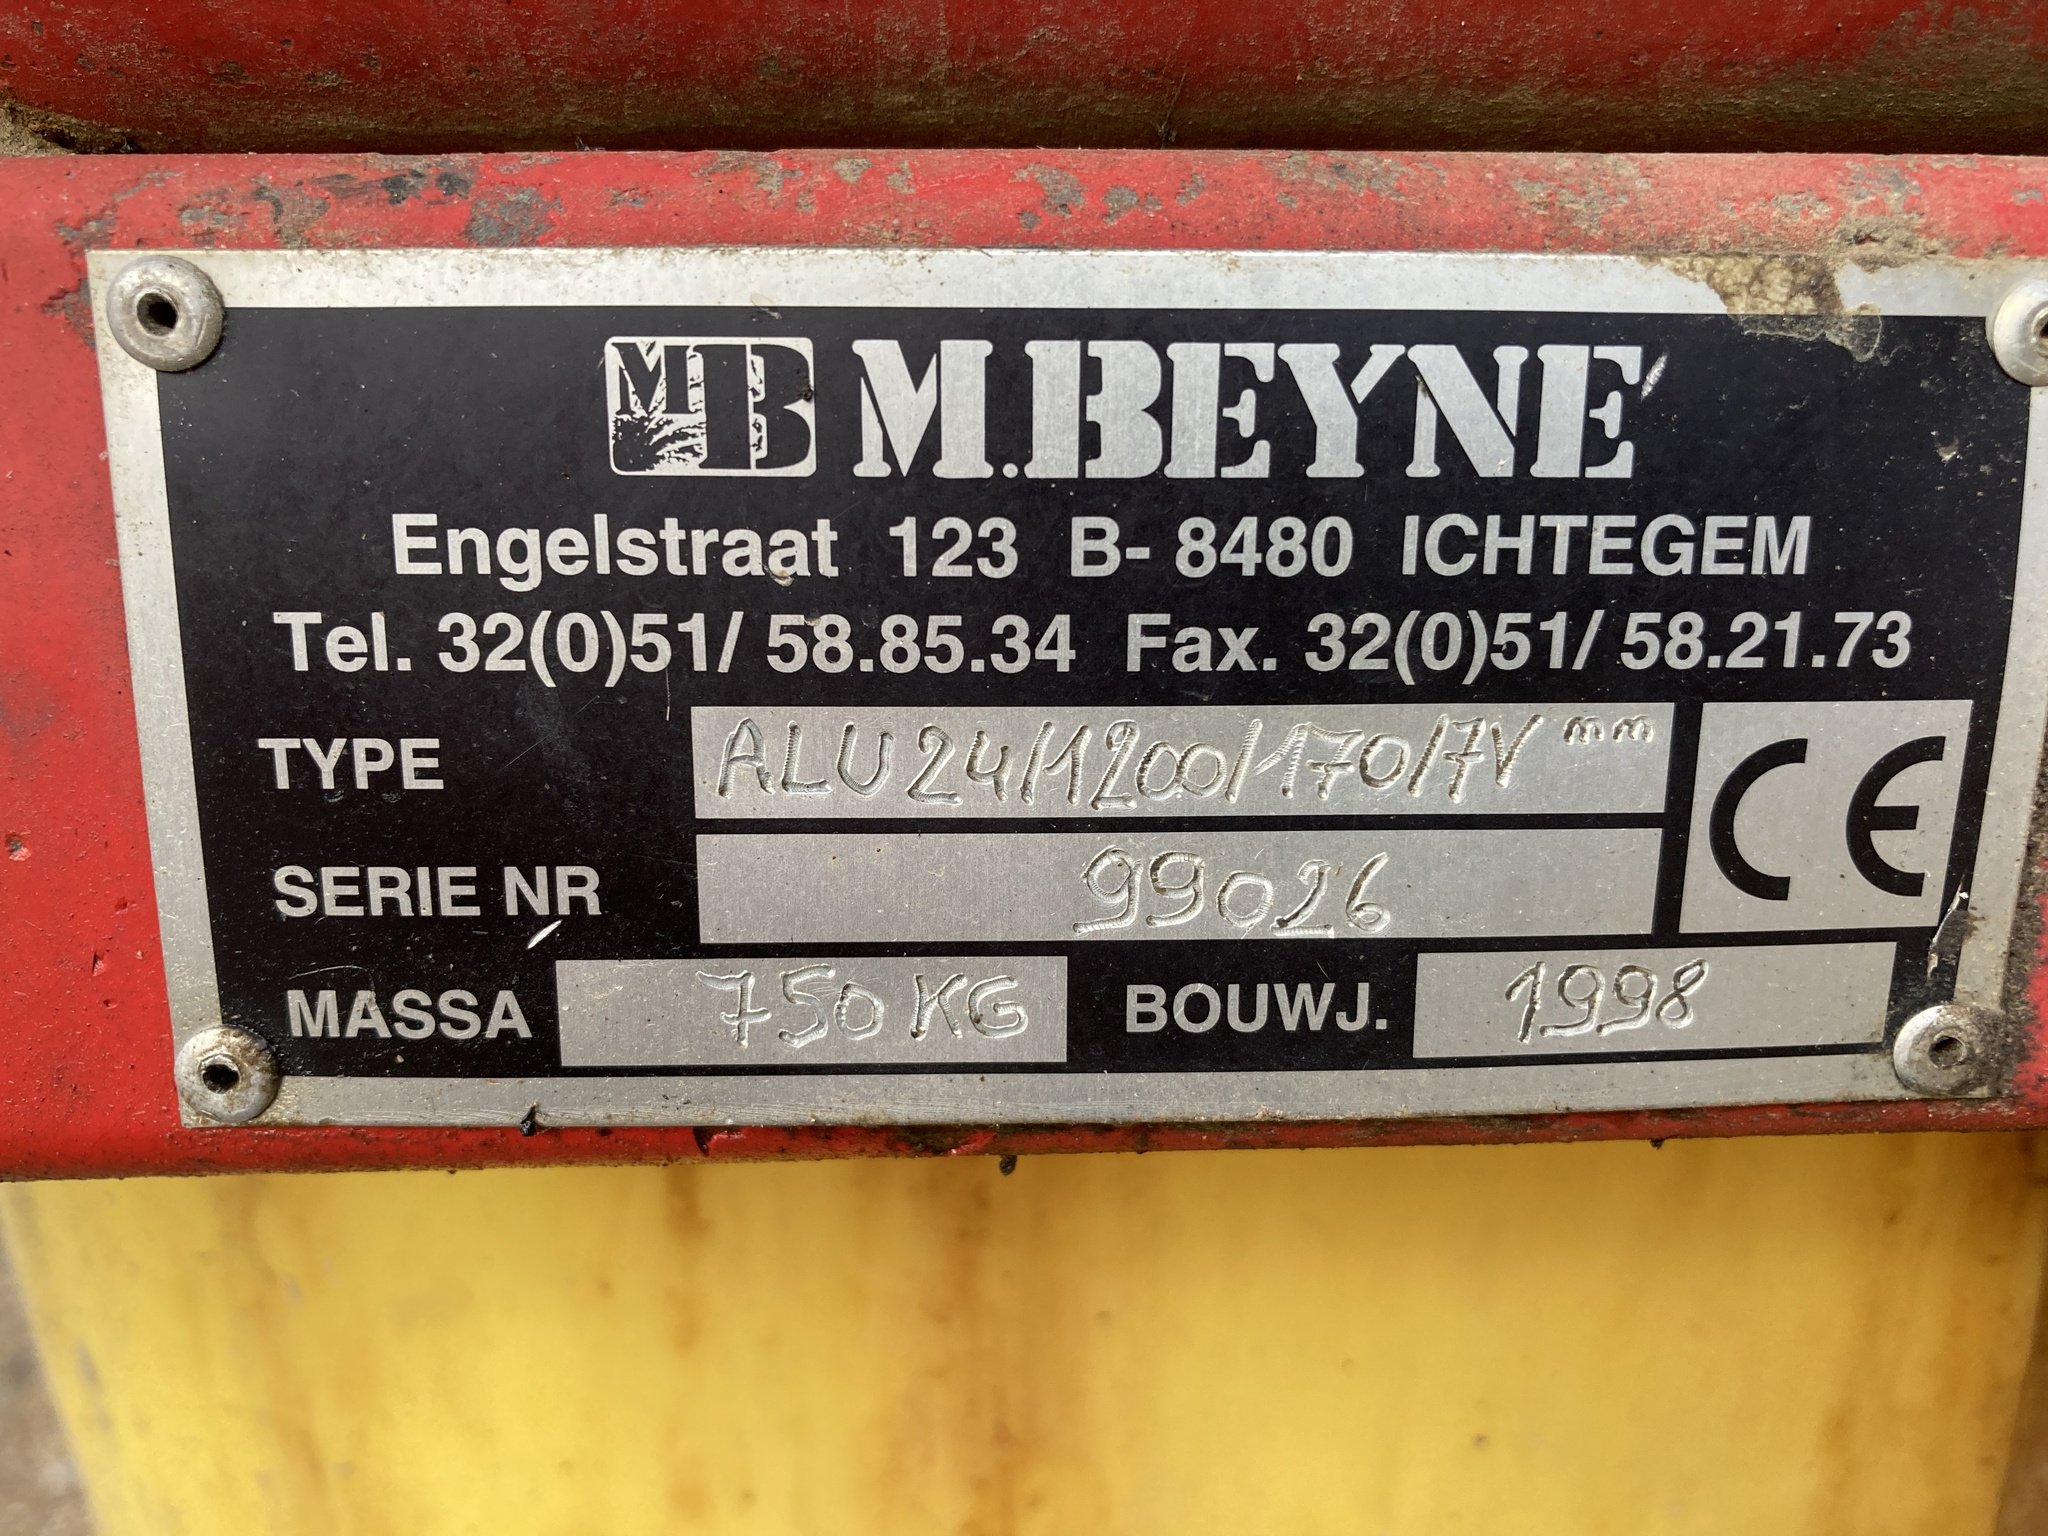 MB M.BEYNE
Engelstraat 123 B- 8480 ICHTEGEM
Tel. 32(0)51/ 58.85.34 Fax. 32(0)51/ 58.21.73
TYPE ALU 24/1200/170/7V mm
SERIE NR 99026
CE
MASSA 750 KG BOUWJ. 1998